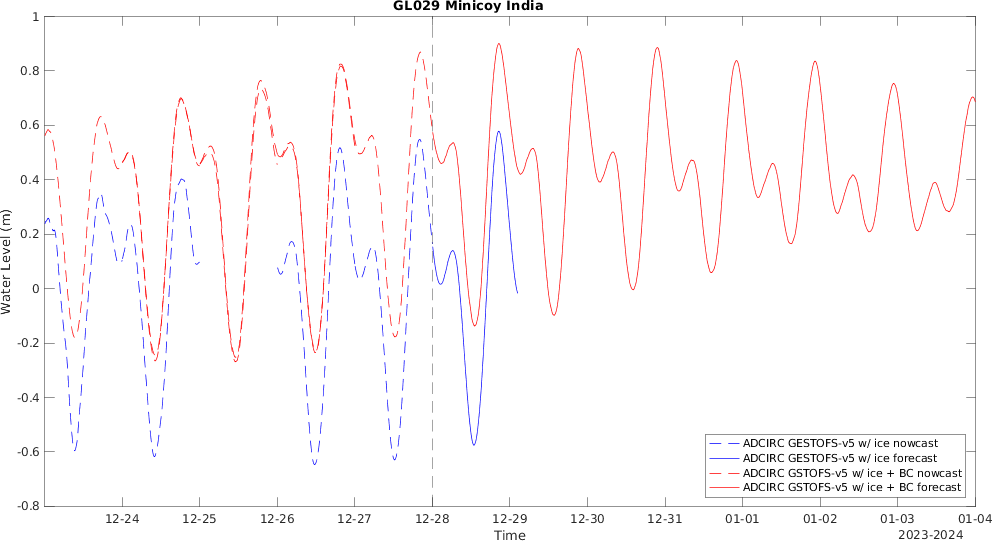 GL029 Minicoy India
1
0.8
0.6
0.4
0.2
0
-0.2
-0.4
-0.6
-0.8
Water Level (m)
12-24 12-25 12-26 12-27 12-28 12-29 12-30 12-31 01-01 01-02 01-03 01-04
Time
2023-2024
ADCIRC GESTOFS-v5 w/ ice nowcast
ADCIRC GESTOFS-v5 w/ ice forecast
ADCIRC GSTOFS-v5 w/ ice + BC nowcast
ADCIRC GSTOFS-v5 w/ ice + BC forecast